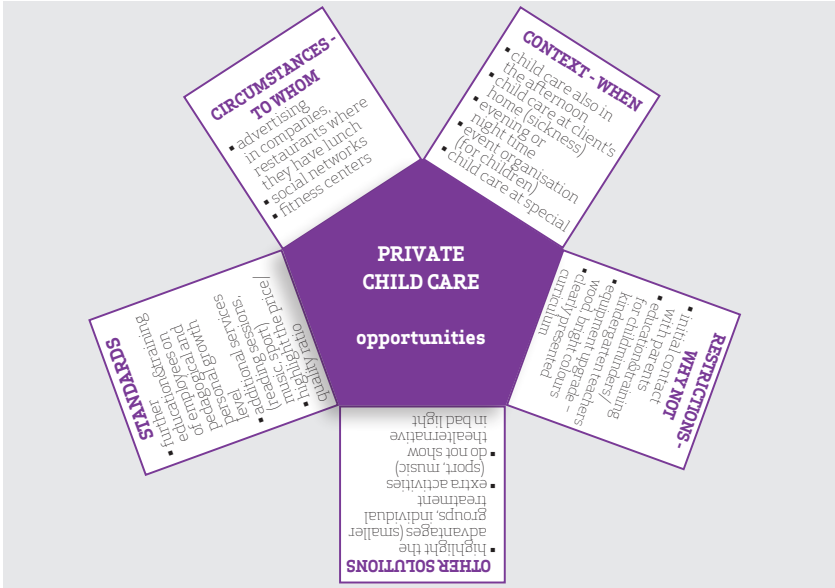 CIRCUMSTANCES -
TO WHOM
▪ advertising
in companies,
restaurants where
they have lunch
▪ social networks
▪ fitness centers
CONTEXT - WHEN
▪ child care also in
the afternoon
▪ child care at client's
home (sickness)
▪ evening or
night time
▪ event organisation
(for children)
▪ child care at special
PRIVATE
CHILD CARE
opportunities
RESTRICTIONS -
WHY NOT
▪ initial contact
with parents
▪ education&training
for childminders/
kindergarten teachers
▪ equipment upgrade –
wood, bright colours
▪ clearly presented
curriculum
OTHER SOLUTIONS
▪ highlight the
advantages (smaller
groups, individual
treatment
▪ extra activities
(sport, music)
▪ do not show
thealternative
in bad light
STANDARDS
▪ further
education&training
of employees on
pedagogical and
personal growth
level
▪ additional services
(reading sessions,
music, sport)
▪ highlight the price/
quality ratio